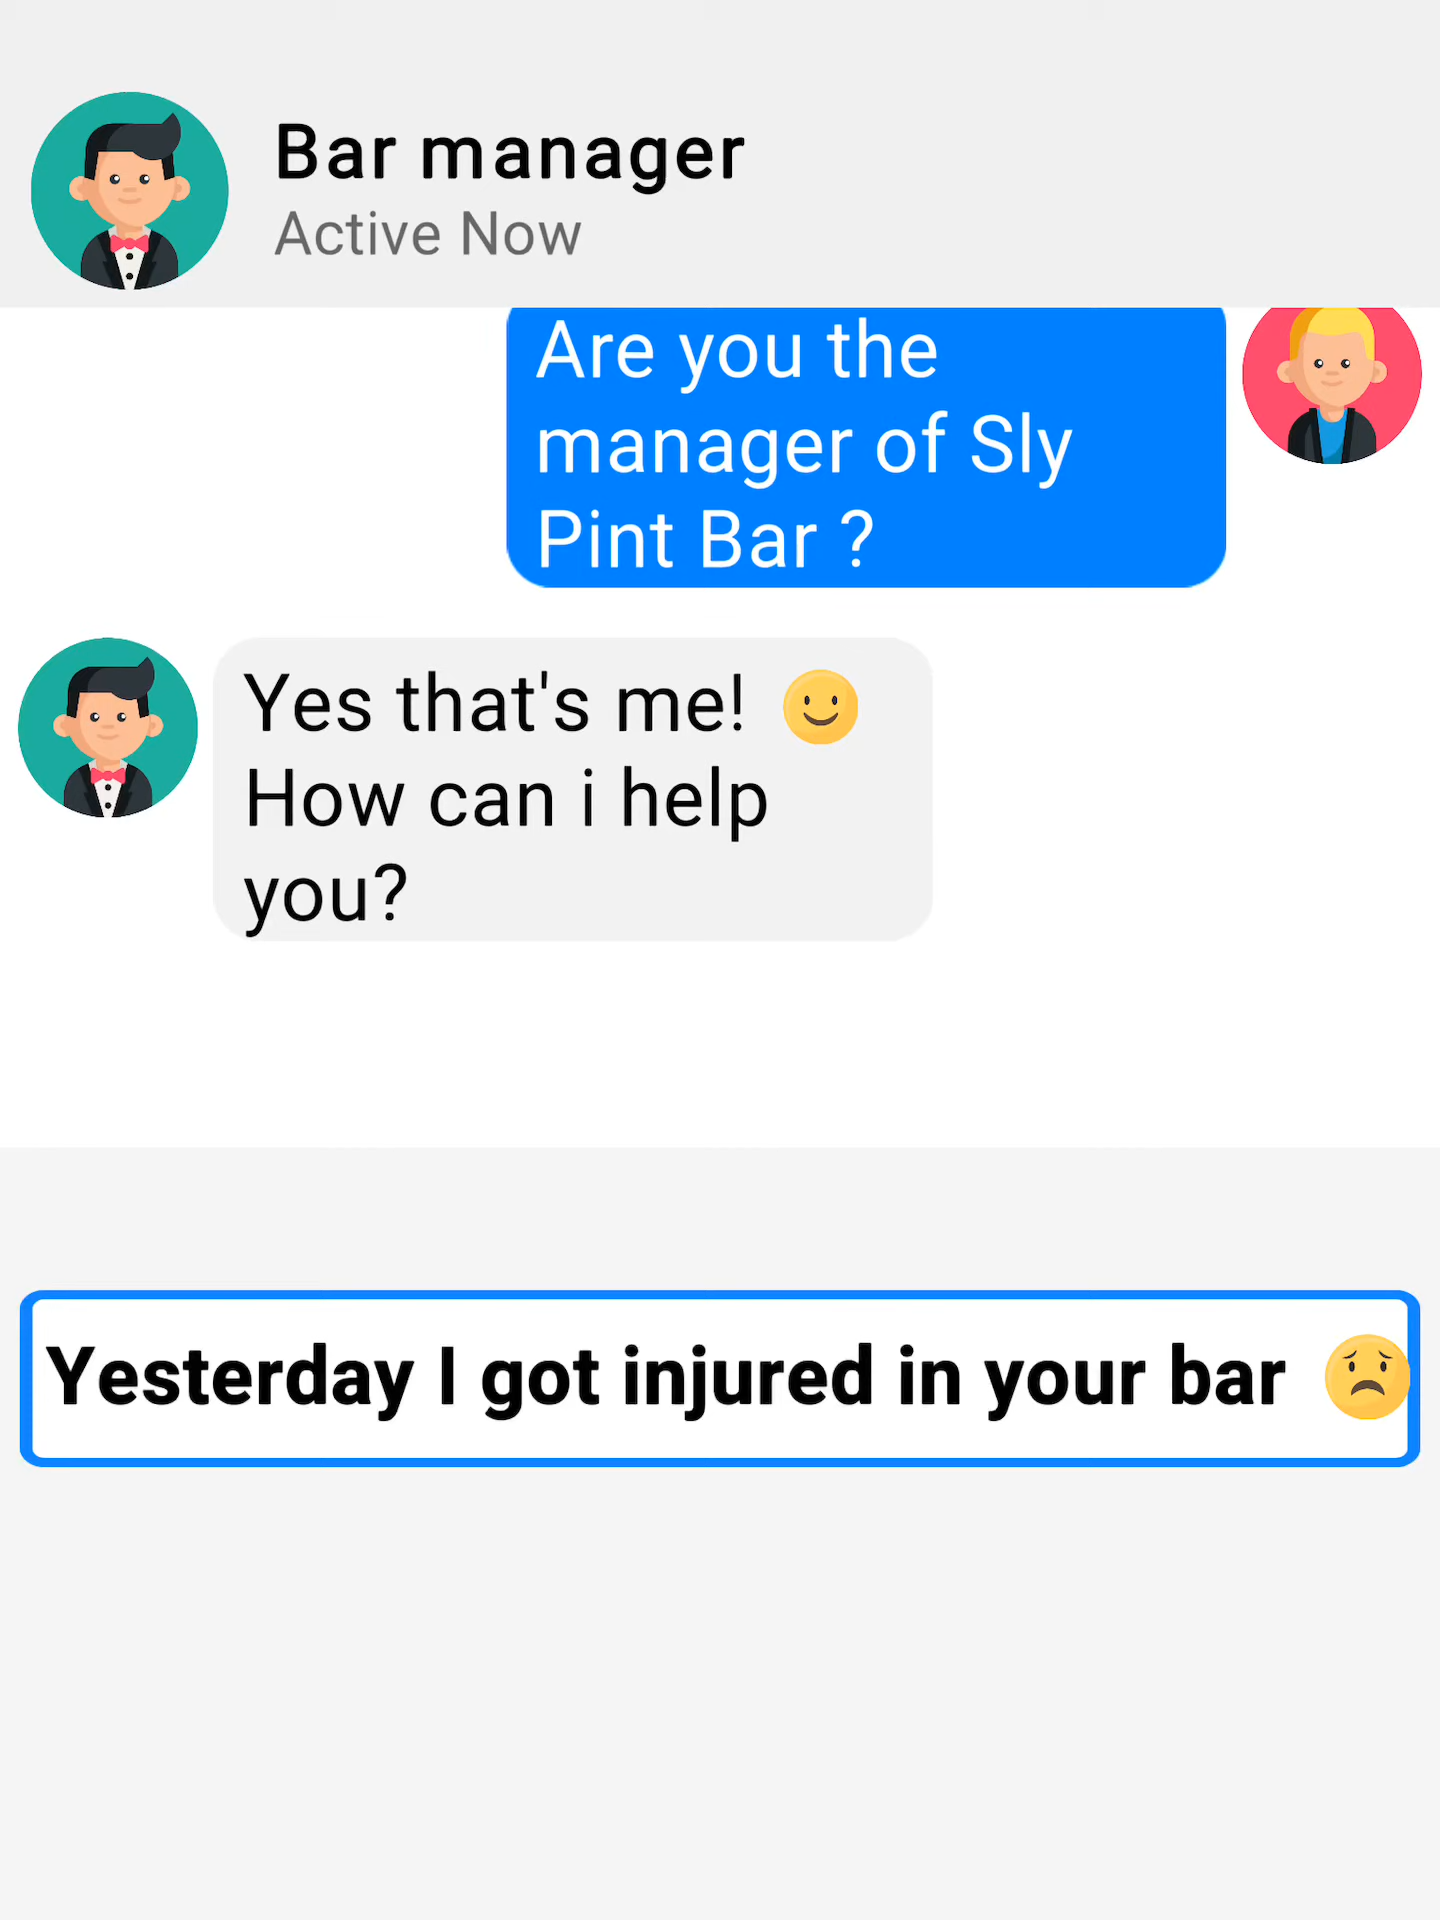 Bar manager
Active Now
Are you the
manager of Sly
Pint Bar ?
Yes that's me! 🙂
How can i help
you?
Yesterday I got injured in your bar 😟